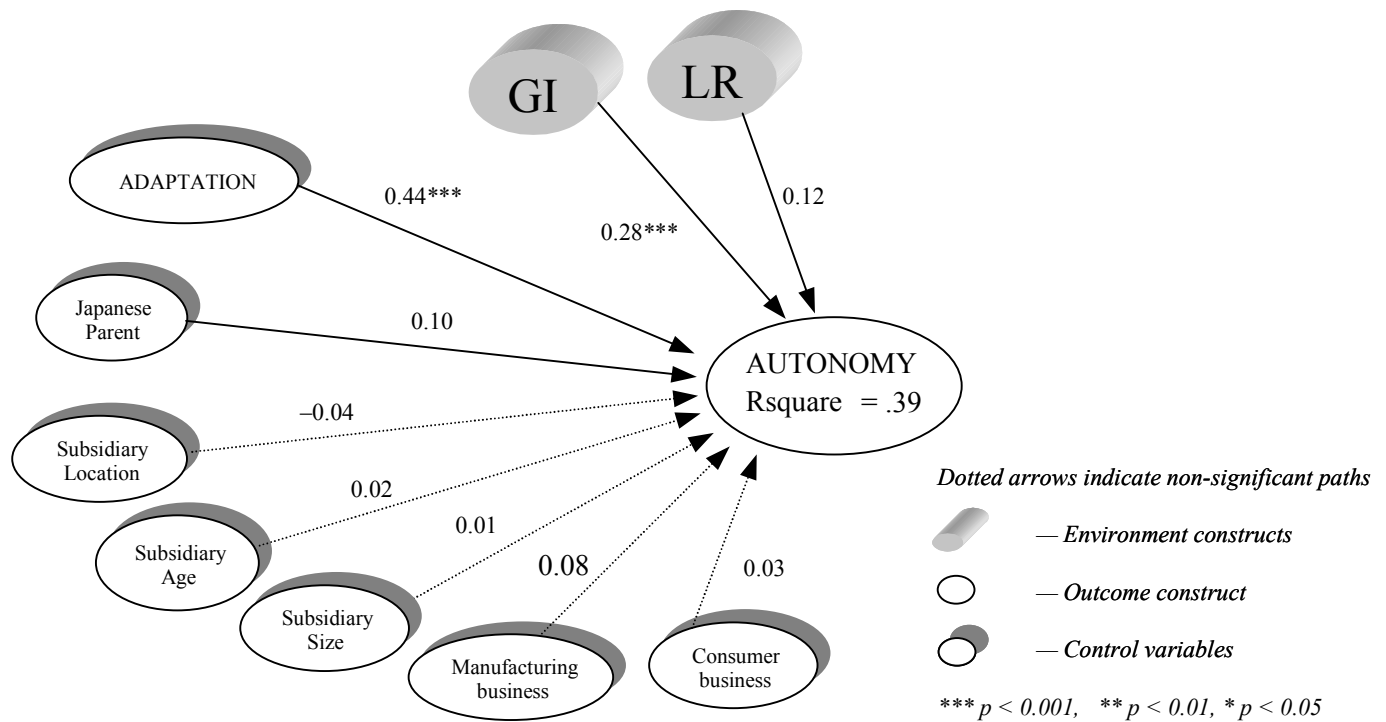 GI
LR
ADAPTATION
0.44***
0.28***
0.12
Japanese
Parent
0.10
AUTONOMY
Rsquare = .39
–0.04
Subsidiary
Location
0.02
Subsidiary
Age
0.01
Subsidiary
Size
0.08
Manufacturing
business
0.03
Consumer
business
Dotted arrows indicate non-significant paths
— Environment constructs
— Outcome construct
— Control variables
*** p < 0.001, ** p < 0.01, * p < 0.05